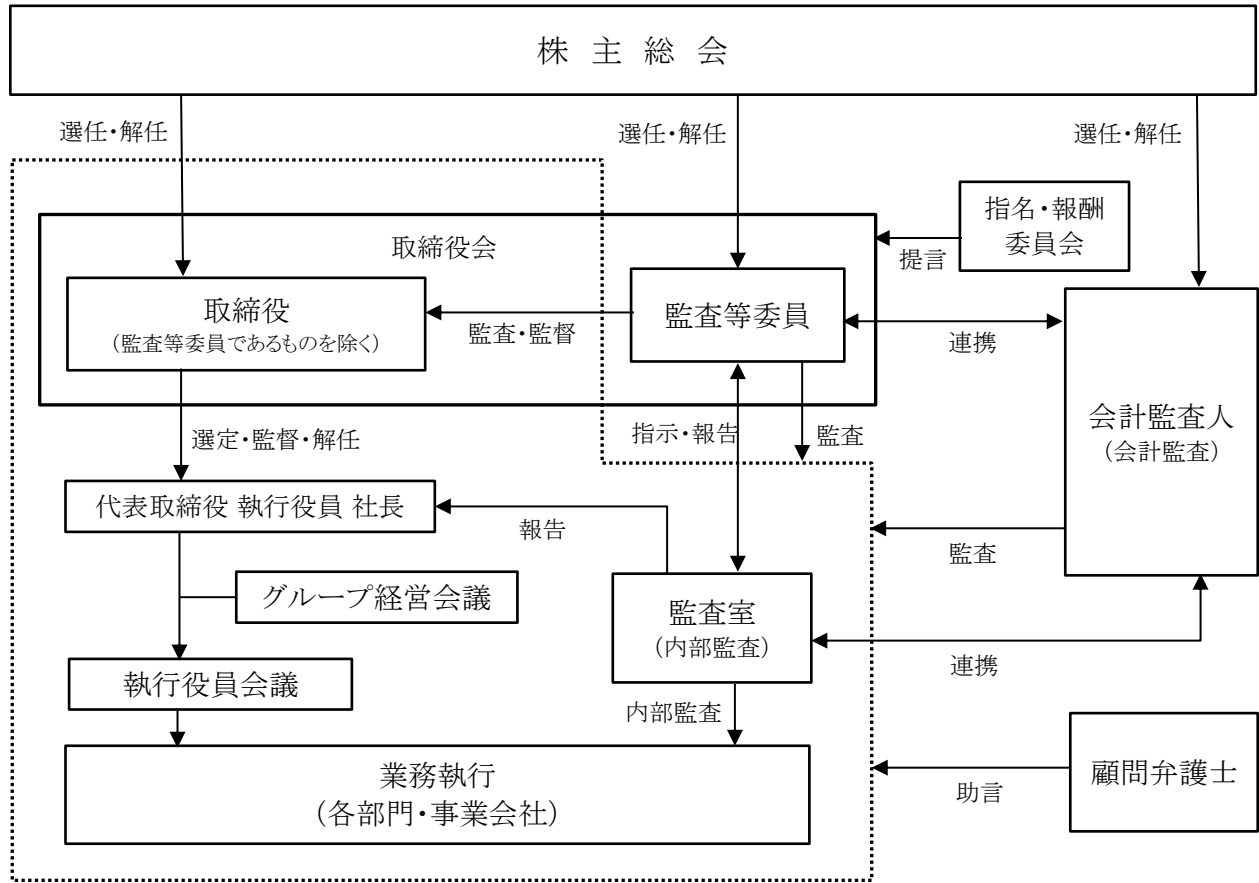 株 主 総 会
選任・解任
選任・解任
選任・解任
指名・報酬
委員会
提言
取締役会
取締役
(監査等委員であるものを除く)
監査・監督
監査等委員
連携
会計監査人
(会計監査)
選定・監督・解任
指示・報告
監査
代表取締役 執行役員 社長
報告
監査
グループ経営会議
監査室
(内部監査)
連携
執行役員会議
内部監査
業務執行
(各部門・事業会社)
助言
顧問弁護士